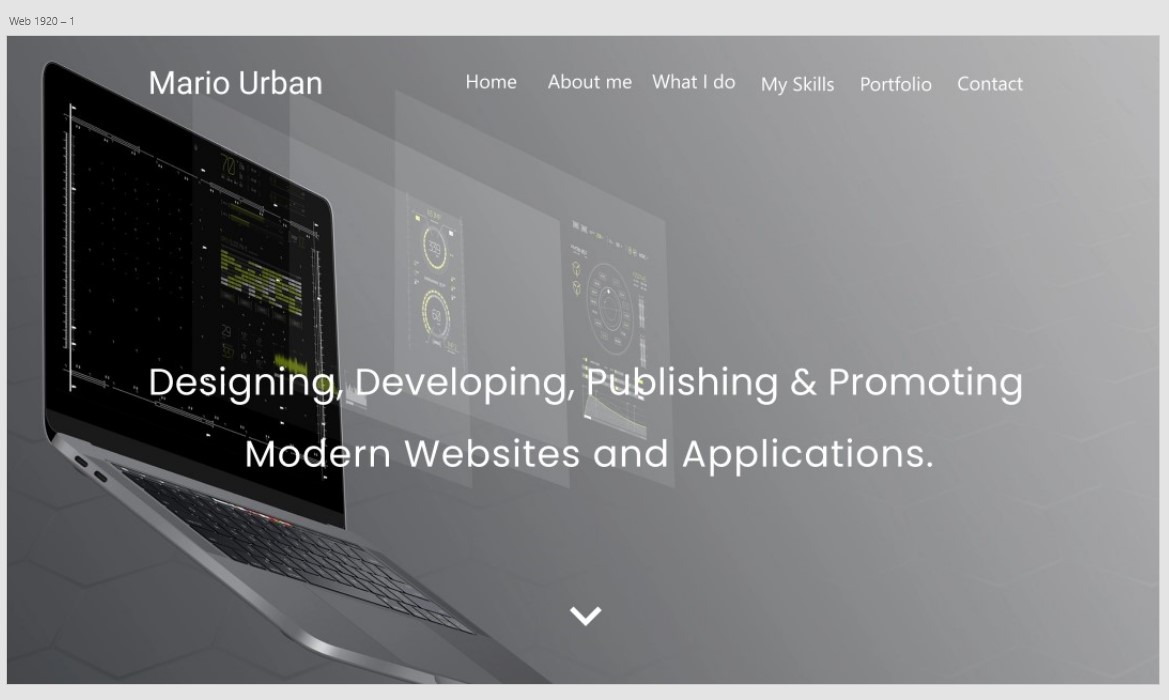 Web 1920 – 1
Mario Urban
Home About me What I do My Skills Portfolio Contact
Designing, Developing, Publishing & Promoting
Modern Websites and Applications.